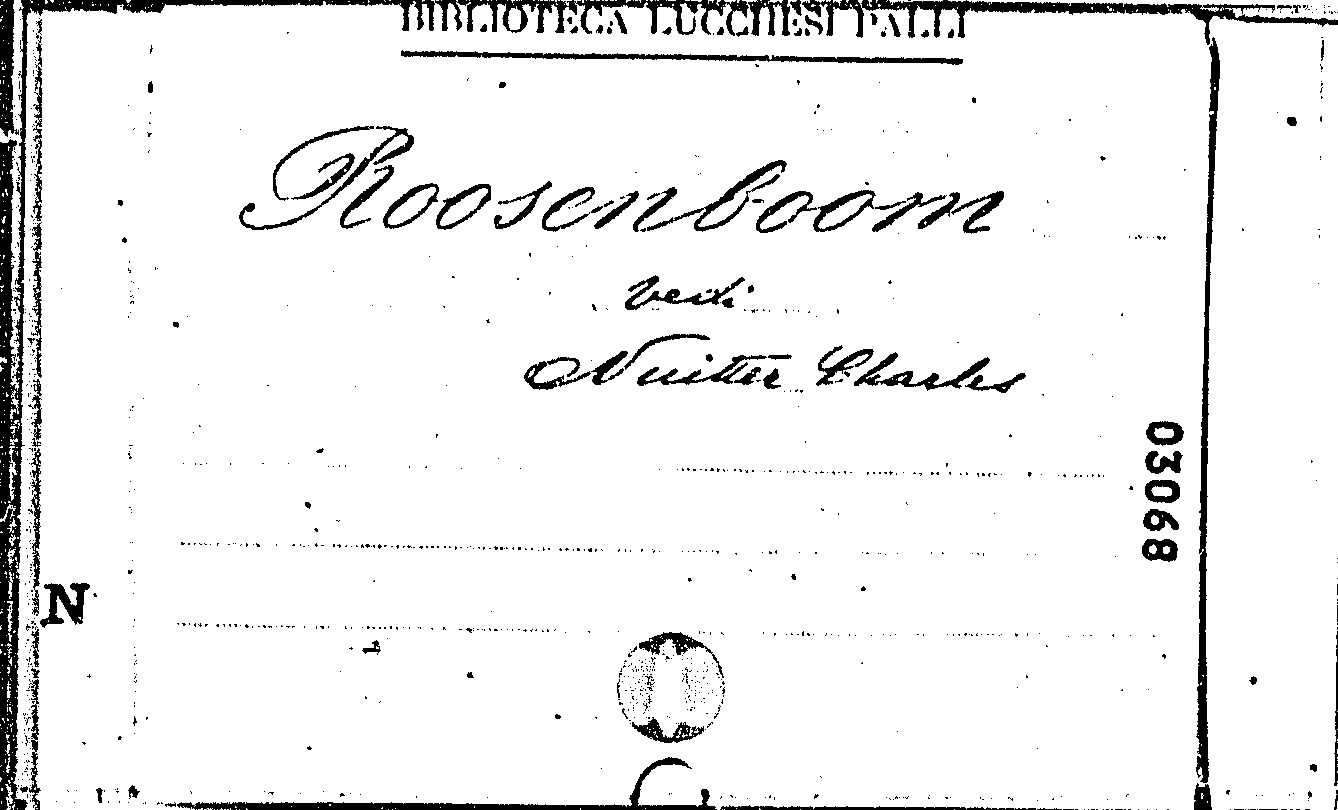 BIBLIOTECA LUCCHESI PALLI
Roosenboom
vedi
Nuitter Charles
03068
N